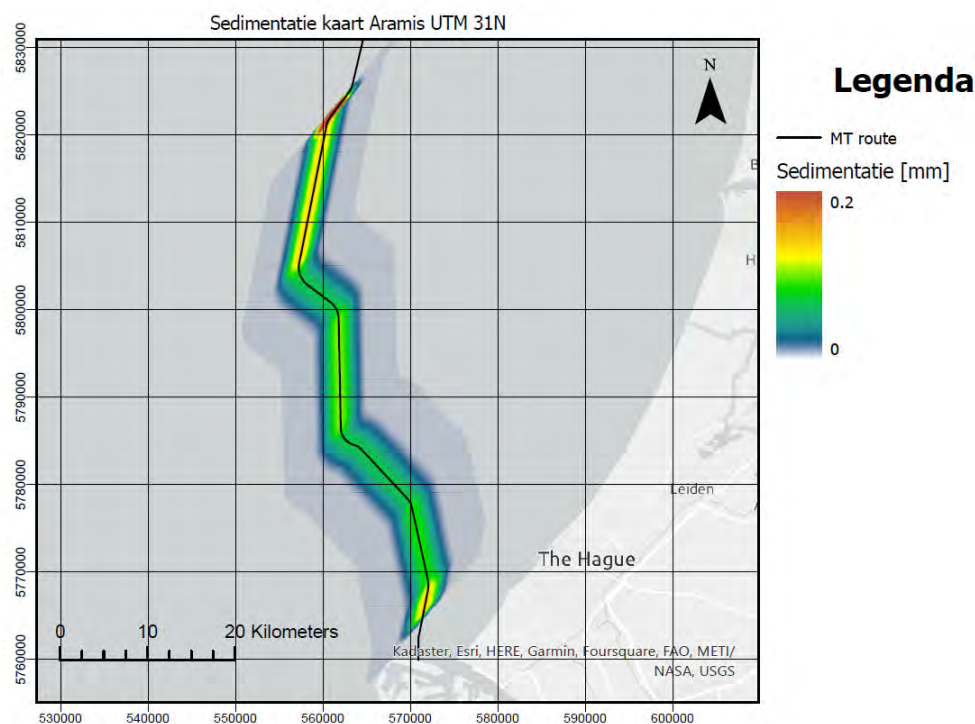 Sedimentatie kaart Aramis UTM 31N
5830000
5820000
5810000
5800000
5790000
5780000
5770000
5760000
N
B
H
Leiden
A
The Hague
0 10 20 Kilometers
Kadaster, Esri, HERE, Garmin, Foursquare, FAO, METI/
NASA, USGS
530000 540000 550000 560000 570000 580000 590000 600000
Legenda
MT route
Sedimentatie [mm]
0.2
0